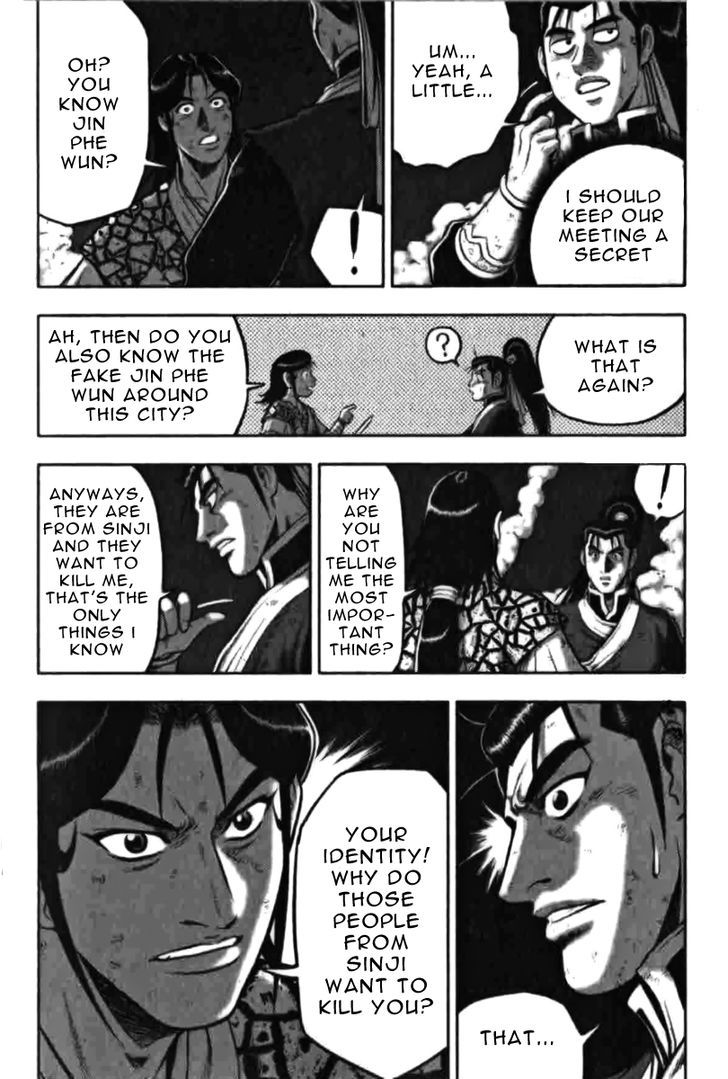 OH?
YOU
KNOW
JIN
PHE
WUN?
!
UM...
YEAH, A
LITTLE...
I SHOULD
KEEP OUR
MEETING A
SECRET
AH, THEN DO YOU
ALSO KNOW THE
FAKE JIN PHE
WUN AROUND
THIS CITY?
?
WHAT IS
THAT
AGAIN?
ANYWAYS,
THEY ARE
FROM SINJI
AND THEY
WANT TO
KILL ME,
THAT'S THE
ONLY
THINGS I
KNOW
WHY
ARE
YOU
NOT
TELLING
ME THE
MOST
IMPOR-
TANT
THING?
!
YOUR
IDENTITY!
WHY DO
THOSE
PEOPLE
FROM
SINJI
WANT TO
KILL YOU?
THAT...